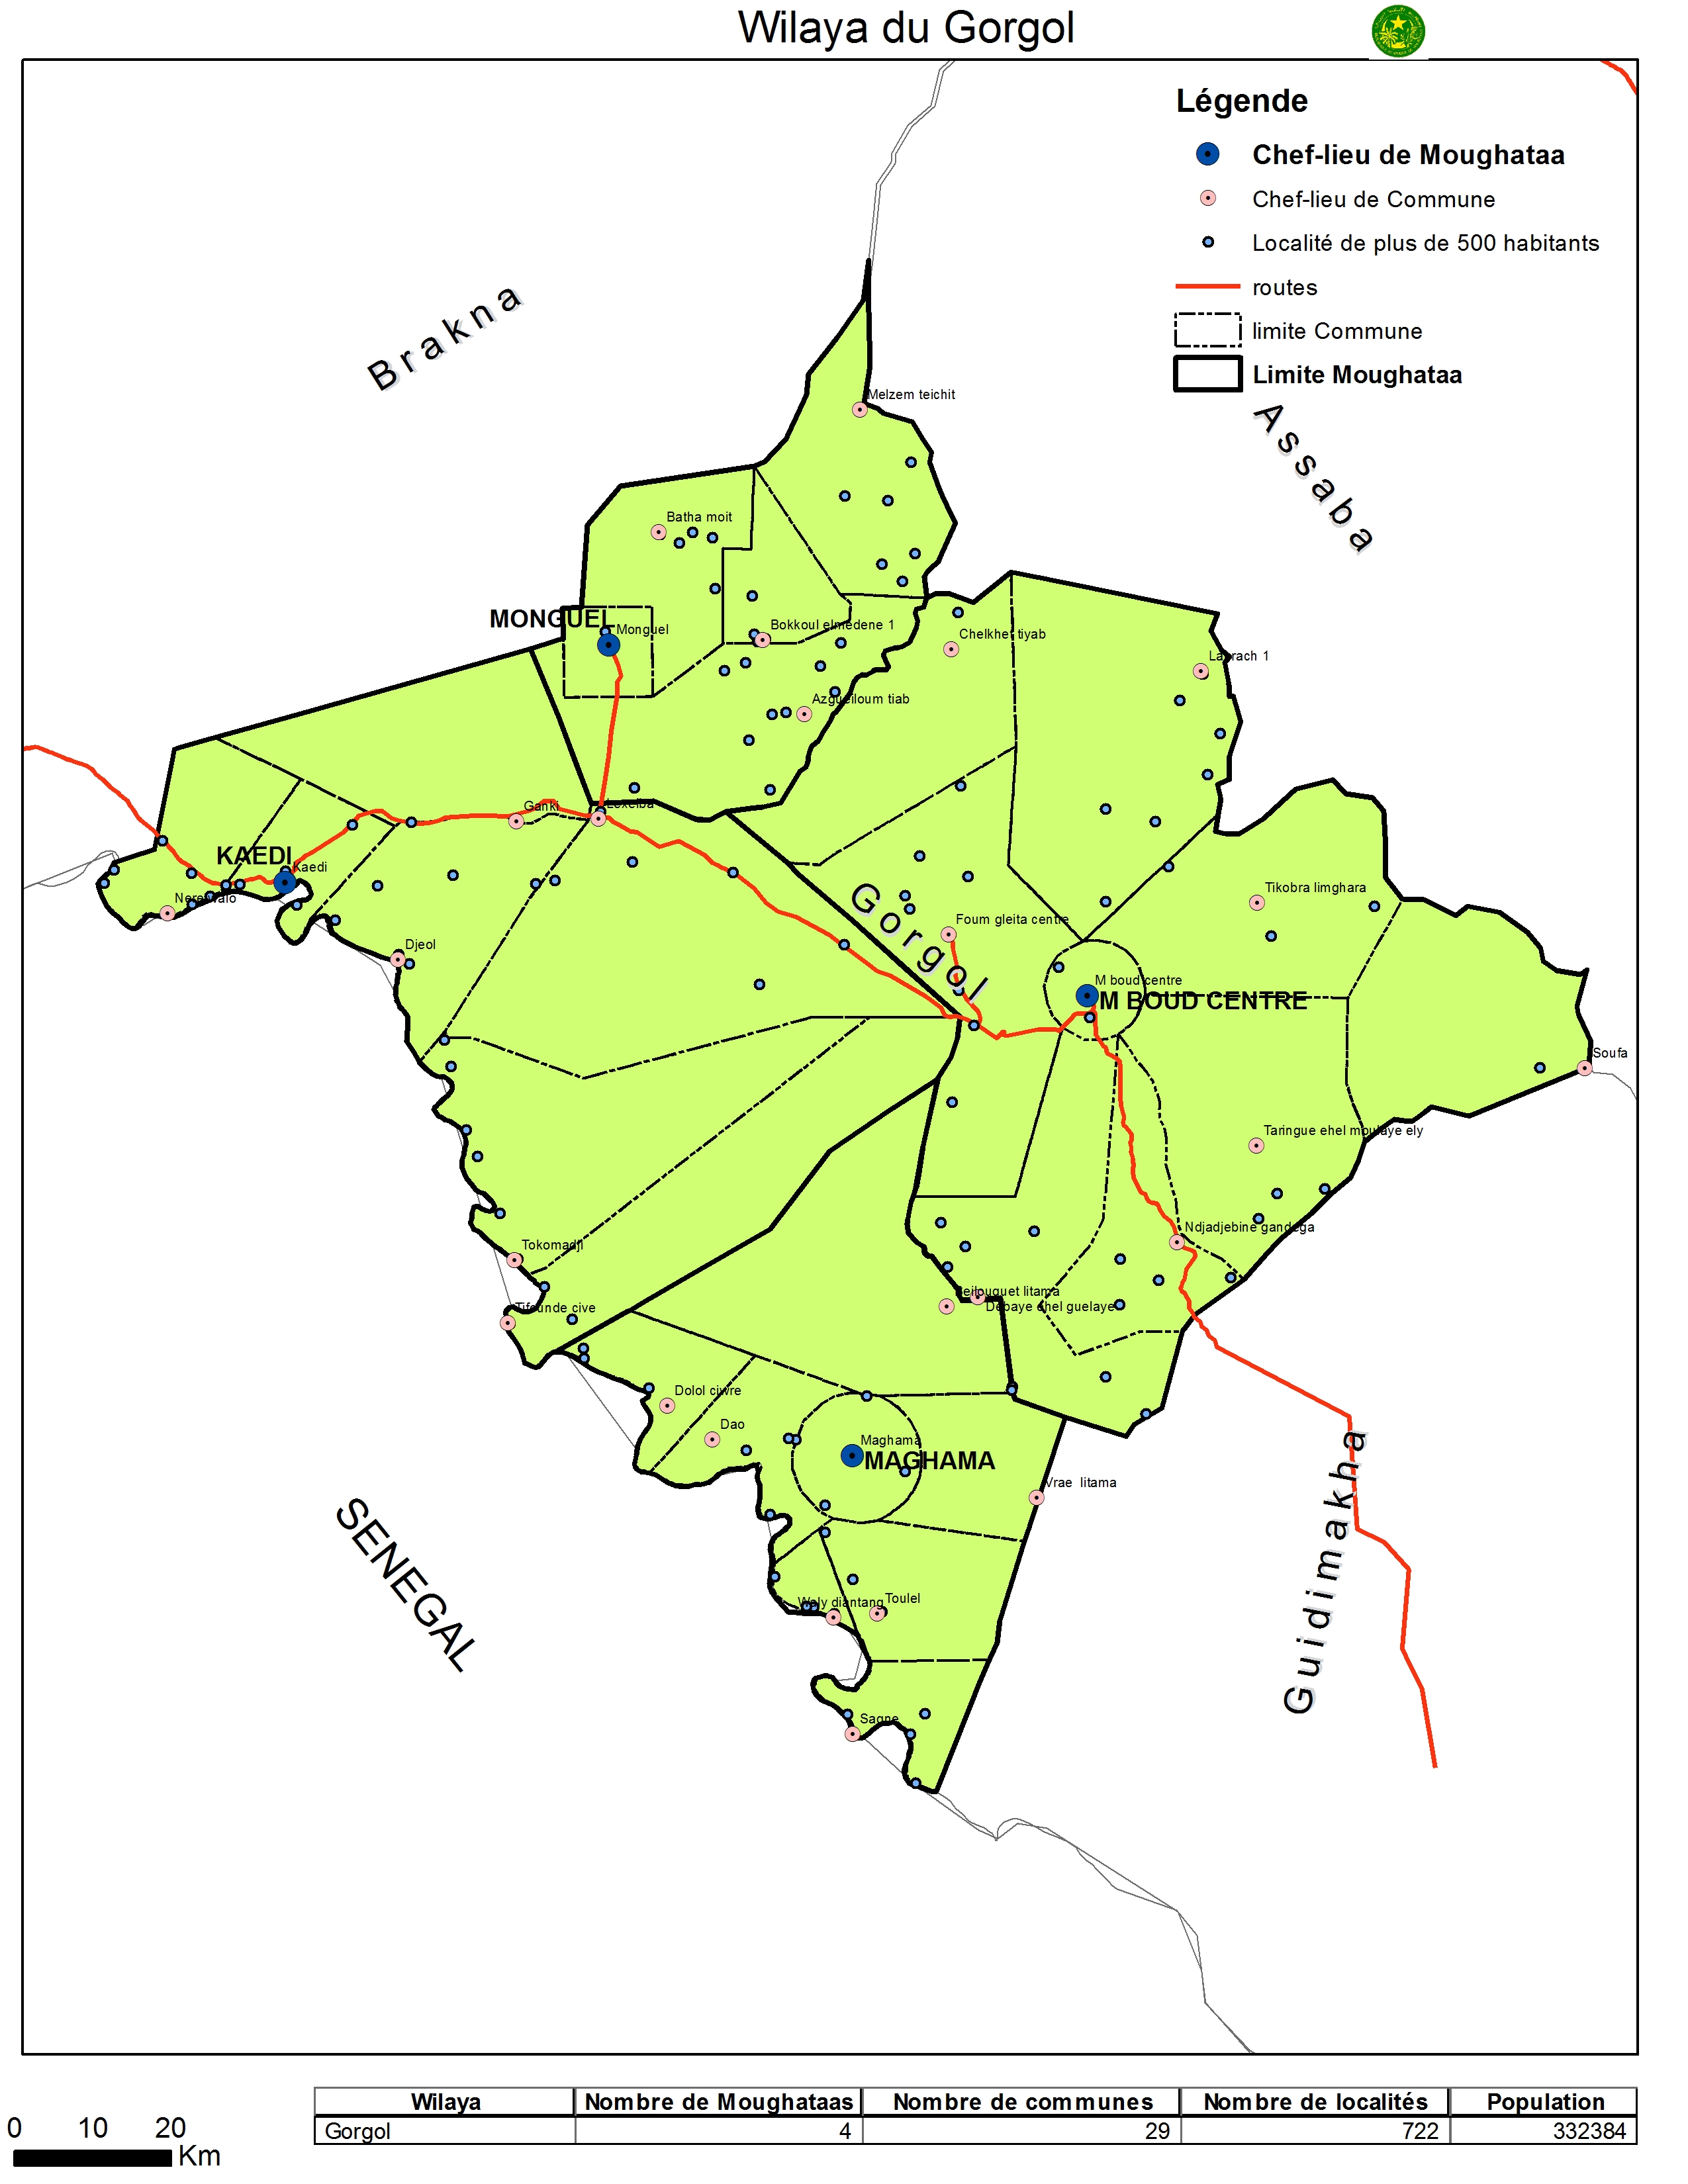 Wilaya du Gorgol
Légende
Chef-lieu de Moughataa
Chef-lieu de Commune
Localité de plus de 500 habitants
routes
limite Commune
Limite Moughataa
Brakna
Assaba
Melzem teichit
Batha moit
MONGUEL
Monguel
Bokkoul elmedene 1
Chelkhet tiyab
Lahrach 1
Azgueiloum tiab
Ganki
Lexeiba
KAEDI
Kaedi
Nerewalo
Tikobra limghara
Gorgol
Foum gleita centre
Djeol
M boud centre
M BOUD CENTRE
Soufa
Taringue ehel moulaye ely
Ndjadjebine gandega
Tokomadji
Beilouguet litama
Debaye ehel guelaye
Tifounde cive
Dolol civvre
Dao
Maghama
MAGHAMA
Vrae litama
SENEGAL
Guidimakha
Waly diantang
Toulel
Sagne
Wilaya Nombre de Moughataas Nombre de communes Nombre de localités Population
Gorgol 4 29 722 332384
0 10 20
Km